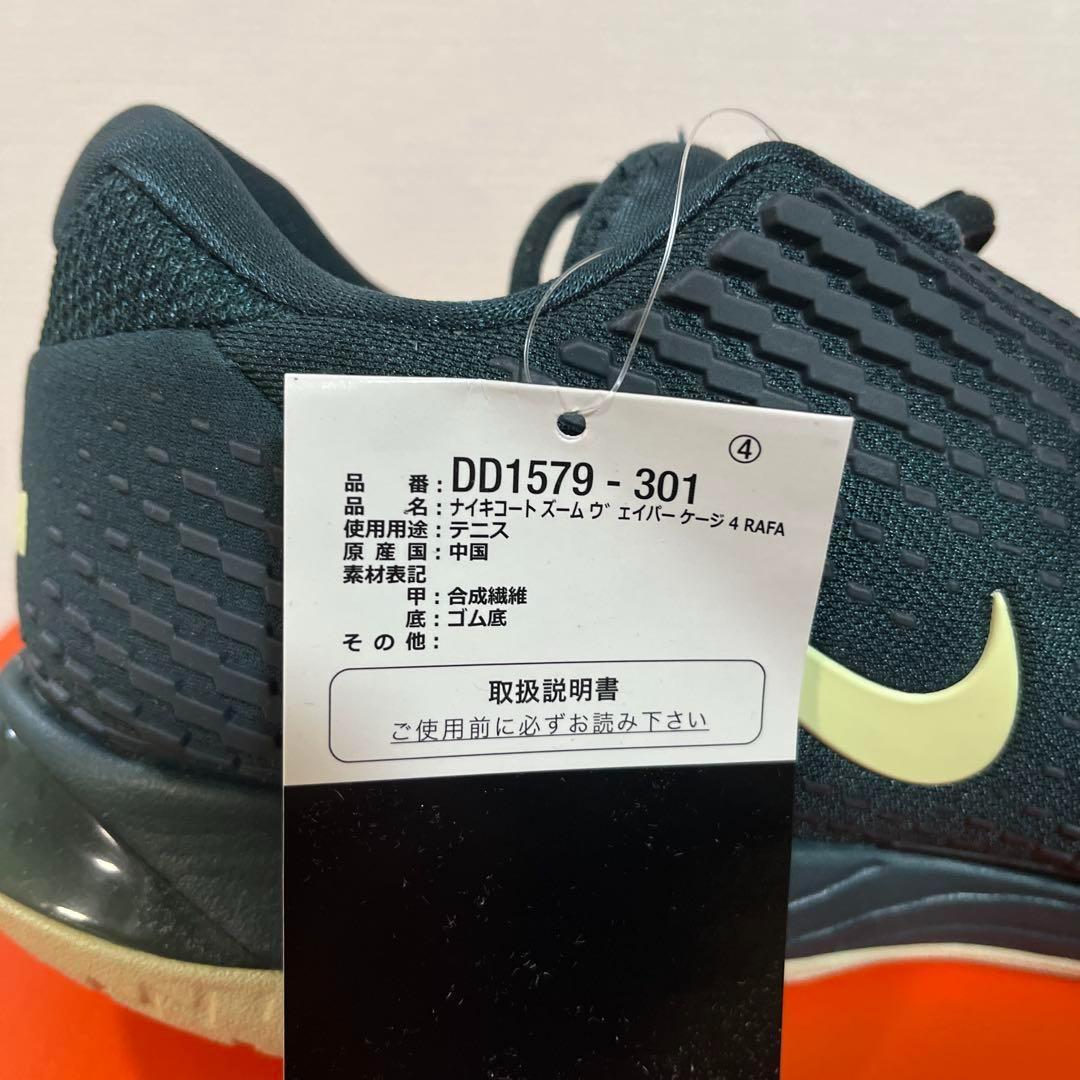 ④
品番：DD1579 - 301
品名：ナイキコート ズーム ヴェイパー ケージ 4 RAFA
使用用途：テニス
原産国：中国
素材表記
甲：合成繊維
底：ゴム底
その他：
取扱説明書
ご使用前に必ずお読み下さい